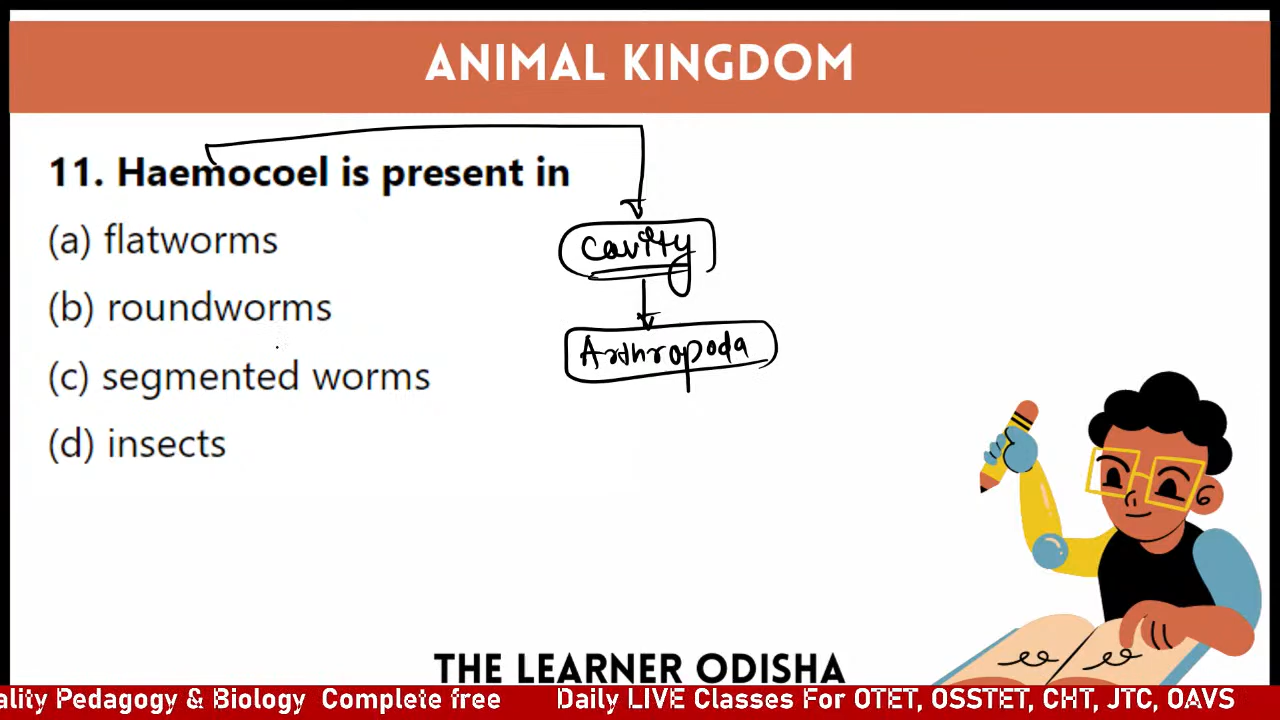 ANIMAL KINGDOM
11. Haemocoel is present in
(a) flatworms
cavity
(b) roundworms
Arthropoda
(c) segmented worms
(d) insects
THE LEARNER ODISHA
ality Pedagogy & Biology Complete free Daily LIVE Classes For OTET, OSSTET, CHT, JTC, OAVS